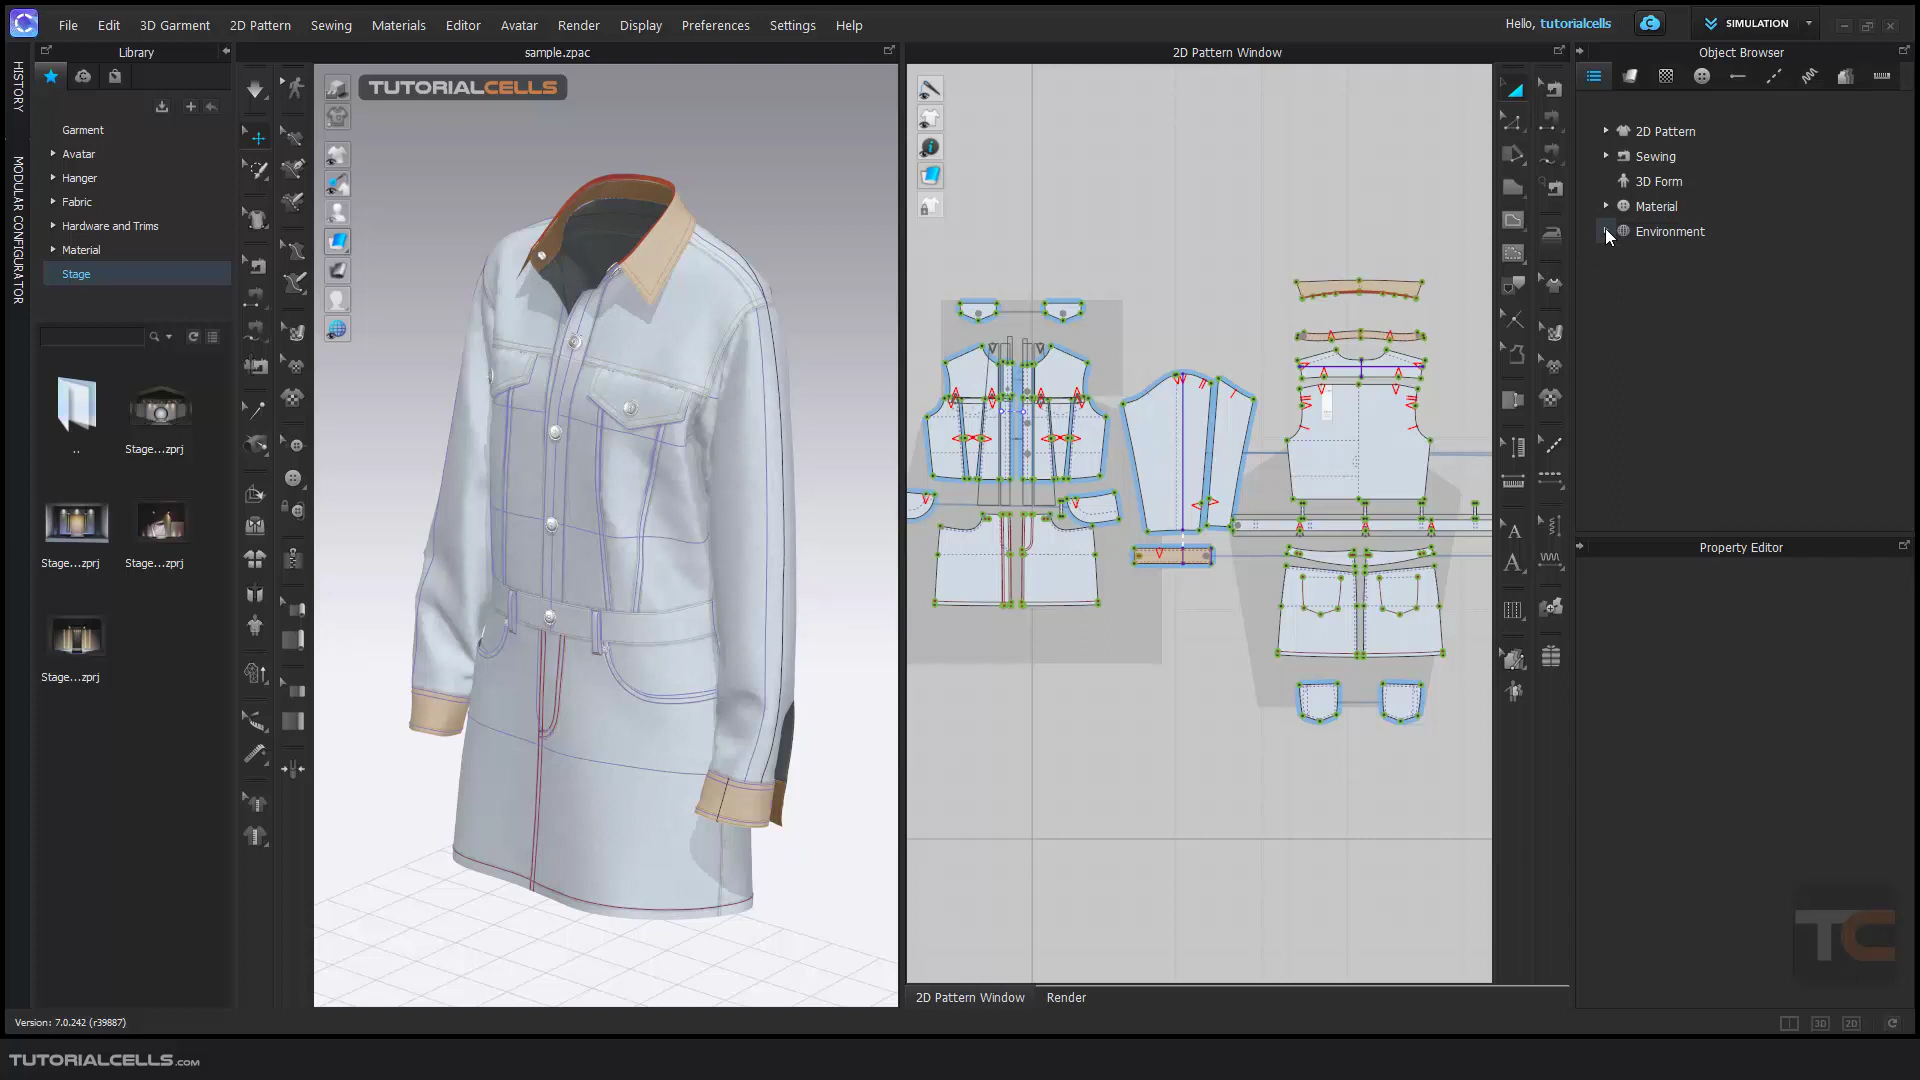 File Edit 3D Garment 2D Pattern Sewing Materials Editor Avatar Render Display Preferences Settings Help
Hello, tutorialcells
SIMULATION
Library
sample.zpac
2D Pattern Window
Object Browser
HISTORY
MODULAR CONFIGURATOR
TUTORIALCELLS
Garment
Avatar
Hanger
Fabric
Hardware and Trims
Material
Stage
..
Stage...zprj
Stage...zprj
Stage...zprj
Stage...zprj
2D Pattern
Sewing
3D Form
Material
Environment
Property Editor
A
A
TC
2D Pattern Window
Render
Version: 7.0.242 (r39887)
3D
2D
TUTORIALCELLS.com